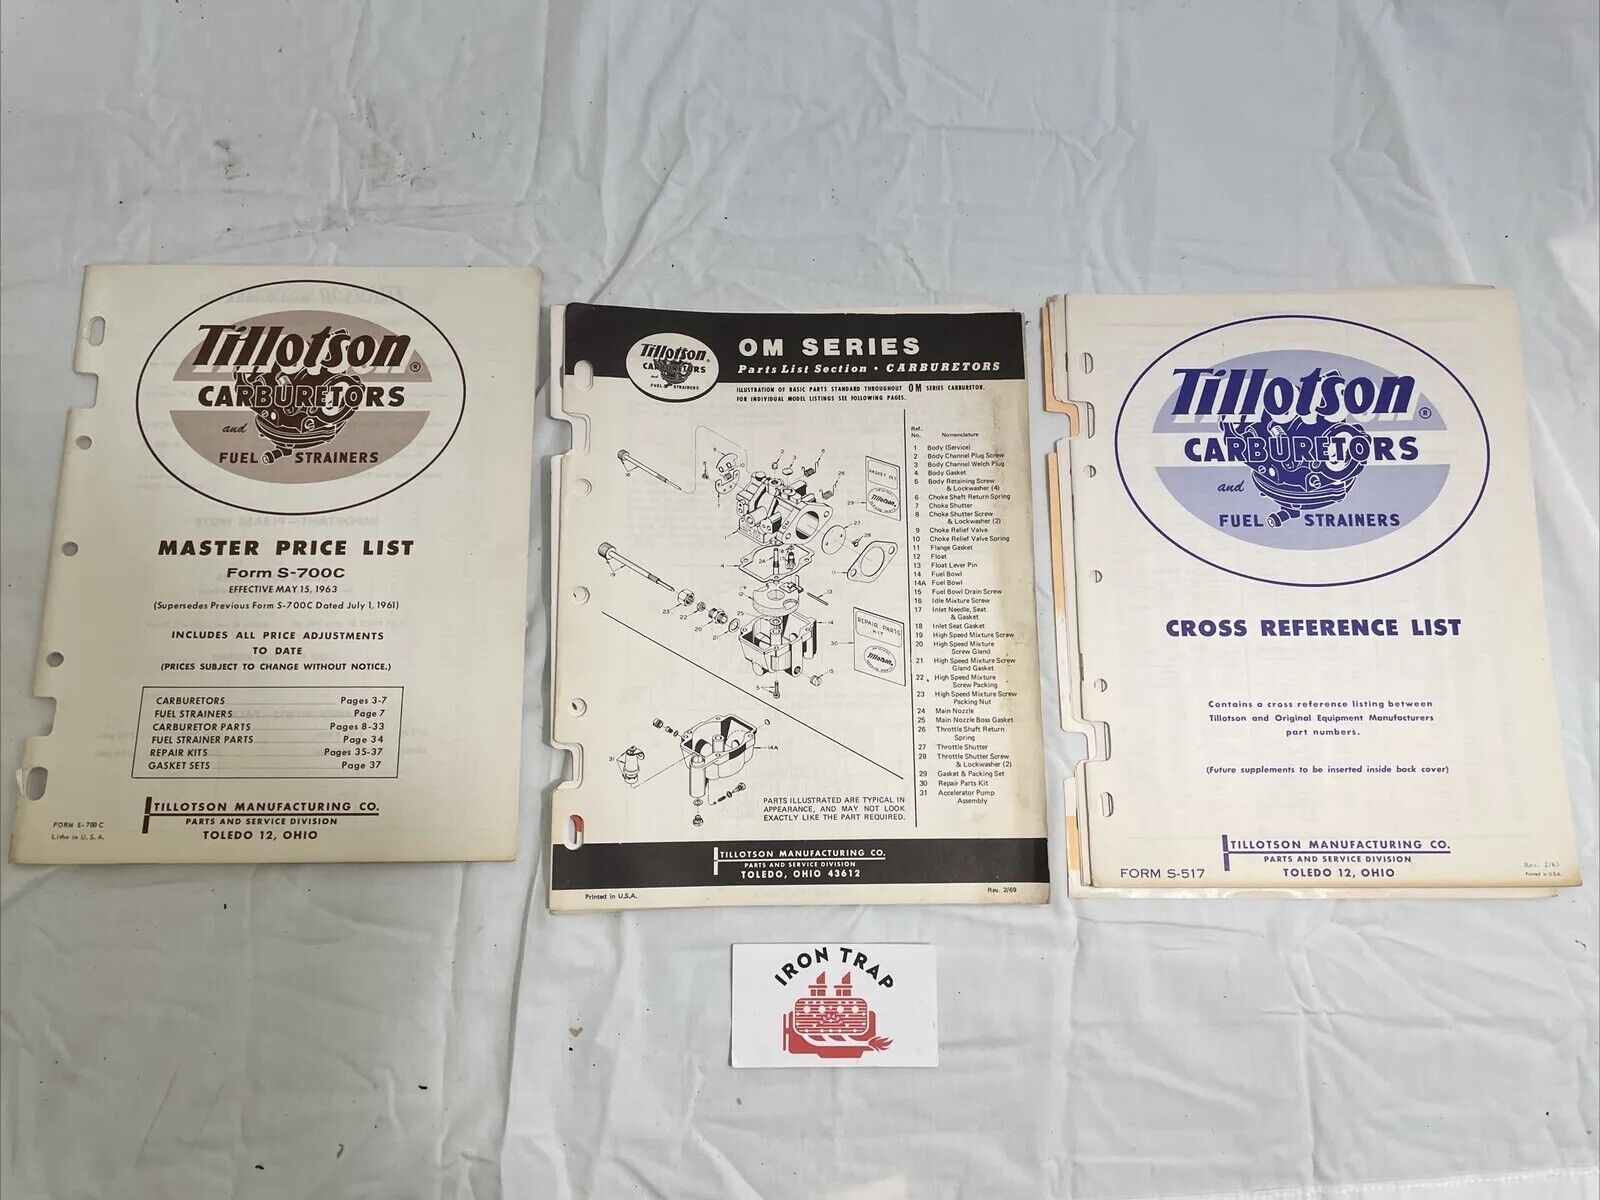 Tillotson ®
CARBURETORS
and
FUEL STRAINERS
MASTER PRICE LIST
Form S-700C
EFFECTIVE MAY 15, 1963
(Supersedes Previous Form S-700C Dated July 1, 1961)
INCLUDES ALL PRICE ADJUSTMENTS
TO DATE
(PRICES SUBJECT TO CHANGE WITHOUT NOTICE.)
CARBURETORS Pages 3-7
FUEL STRAINERS Page 7
CARBURETOR PARTS Pages 8-33
FUEL STRAINER PARTS Page 34
REPAIR KITS Pages 35-37
GASKET SETS Page 37
TILLOTSON MANUFACTURING CO.
PARTS AND SERVICE DIVISION
TOLEDO 12, OHIO
FORM S-700 C
Litho in U. S. A.
Tillotson ®
CARBURETORS
and
FUEL STRAINERS
OM SERIES
Parts List Section • CARBURETORS
ILLUSTRATION OF BASIC PARTS STANDARD THROUGHOUT OM SERIES CARBURETOR.
FOR INDIVIDUAL MODEL LISTINGS SEE FOLLOWING PAGES.
Ref.
No. Nomenclature
1 Body (Service)
2 Body Channel Plug Screw
3 Body Channel Welch Plug
4 Body Gasket
5 Body Retaining Screw
& Lockwasher (4)
6 Choke Shaft Return Spring
7 Choke Shutter
8 Choke Shutter Screw
& Lockwasher (2)
9 Choke Relief Valve
10 Choke Relief Valve Spring
11 Flange Gasket
12 Float
13 Float Lever Pin
14 Fuel Bowl
14A Fuel Bowl
15 Fuel Bowl Drain Screw
16 Idle Mixture Screw
17 Inlet Needle, Seat
& Gasket
18 Inlet Seat Gasket
19 High Speed Mixture Screw
20 High Speed Mixture
Screw Gland
21 High Speed Mixture Screw
Gland Gasket
22 High Speed Mixture
Screw Packing
23 High Speed Mixture Screw
Packing Nut
24 Main Nozzle
25 Main Nozzle Boss Gasket
26 Throttle Shaft Return
Spring
27 Throttle Shutter
28 Throttle Shutter Screw
& Lockwasher (2)
29 Gasket & Packing Set
30 Repair Parts Kit
31 Accelerator Pump
Assembly
GASKET SET
Tillotson
REPAIR PARTS
KIT
Tillotson
PARTS ILLUSTRATED ARE TYPICAL IN
APPEARANCE, AND MAY NOT LOOK
EXACTLY LIKE THE PART REQUIRED.
TILLOTSON MANUFACTURING CO.
PARTS AND SERVICE DIVISION
TOLEDO, OHIO 43612
Printed in U.S.A.
Rev. 2/69
Tillotson ®
CARBURETORS
and
FUEL STRAINERS
CROSS REFERENCE LIST
Contains a cross reference listing between
Tillotson and Original Equipment Manufacturers
part numbers.
(Future supplements to be inserted inside back cover)
TILLOTSON MANUFACTURING CO.
PARTS AND SERVICE DIVISION
TOLEDO 12, OHIO
FORM S-517
Rev. 2/63
Printed in U.S.A.
IRON TRAP